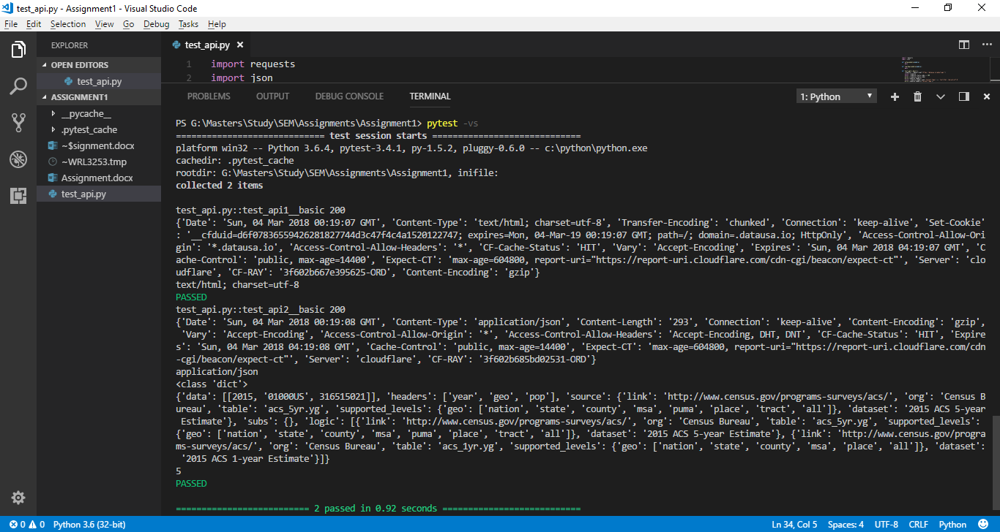 test_api.py - Assignment1 - Visual Studio Code
File Edit Selection View Go Debug Tasks Help
EXPLORER
OPEN EDITORS
test_api.py
ASSIGNMENT1
__pycache__
.pytest_cache
~$signment.docx
~WRL3253.tmp
Assignment.docx
test_api.py
test_api.py
1 import requests
2 import json
PROBLEMS OUTPUT DEBUG CONSOLE TERMINAL
1: Python
PS G:\Masters\Study\SEM\Assignments\Assignment1> pytest -vs
============================= test session starts =============================
platform win32 -- Python 3.6.4, pytest-3.4.1, py-1.5.2, pluggy-0.6.0 -- c:\python\python.exe
cachedir: .pytest_cache
rootdir: G:\Masters\Study\SEM\Assignments\Assignment1, inifile:
collected 2 items
test_api.py::test_api1__basic 200
{'Date': 'Sun, 04 Mar 2018 00:19:07 GMT', 'Content-Type': 'text/html; charset=utf-8', 'Transfer-Encoding': 'chunked', 'Connection': 'keep-alive', 'Set-Cookie'
: '__cfduid=d6f07836559426281827744d3c47f4c4a1520122747; expires=Mon, 04-Mar-19 00:19:07 GMT; path=/; domain=.datausa.io; HttpOnly', 'Access-Control-Allow-Ori
gin': '*.datausa.io', 'Access-Control-Allow-Headers': '*', 'CF-Cache-Status': 'HIT', 'Vary': 'Accept-Encoding', 'Expires': 'Sun, 04 Mar 2018 04:19:07 GMT', 'C
ache-Control': 'public, max-age=14400', 'Expect-CT': 'max-age=604800, report-uri="https://report-uri.cloudflare.com/cdn-cgi/beacon/expect-ct"', 'Server': 'clo
udflare', 'CF-RAY': '3f602b667e395625-ORD', 'Content-Encoding': 'gzip'}
text/html; charset=utf-8
PASSED
test_api.py::test_api2__basic 200
{'Date': 'Sun, 04 Mar 2018 00:19:08 GMT', 'Content-Type': 'application/json', 'Content-Length': '293', 'Connection': 'keep-alive', 'Content-Encoding': 'gzip',
'Vary': 'Accept-Encoding', 'Access-Control-Allow-Origin': '*', 'Access-Control-Allow-Headers': 'Accept-Encoding, DHT, DNT', 'CF-Cache-Status': 'HIT', 'Expire
s': 'Sun, 04 Mar 2018 04:19:08 GMT', 'Cache-Control': 'public, max-age=14400', 'Expect-CT': 'max-age=604800, report-uri="https://report-uri.cloudflare.com/cdn
-cgi/beacon/expect-ct"', 'Server': 'cloudflare', 'CF-RAY': '3f602b685bd02531-ORD'}
application/json
<class 'dict'>
{'data': [[2015, '01000US', 316515021]], 'headers': ['year', 'geo', 'pop'], 'source': {'link': 'http://www.census.gov/programs-surveys/acs/', 'org': 'Census B
ureau', 'table': 'acs_5yr.yg', 'supported_levels': {'geo': ['nation', 'state', 'county', 'msa', 'puma', 'place', 'tract', 'all']}, 'dataset': '2015 ACS 5-year
Estimate'}, 'subs': {}, 'logic': [{'link': 'http://www.census.gov/programs-surveys/acs/', 'org': 'Census Bureau', 'table': 'acs_5yr.yg', 'supported_levels':
{'geo': ['nation', 'state', 'county', 'msa', 'puma', 'place', 'tract', 'all']}, 'dataset': '2015 ACS 5-year Estimate'}, {'link': 'http://www.census.gov/progra
ms-surveys/acs/', 'org': 'Census Bureau', 'table': 'acs_1yr.yg', 'supported_levels': {'geo': ['nation', 'state', 'county', 'msa', 'place', 'all']}, 'dataset':
'2015 ACS 1-year Estimate'}]}
5
PASSED
========================== 2 passed in 0.92 seconds ===========================
0 0 Python 3.6 (32-bit) Ln 34, Col 5 Spaces: 4 UTF-8 CRLF Python